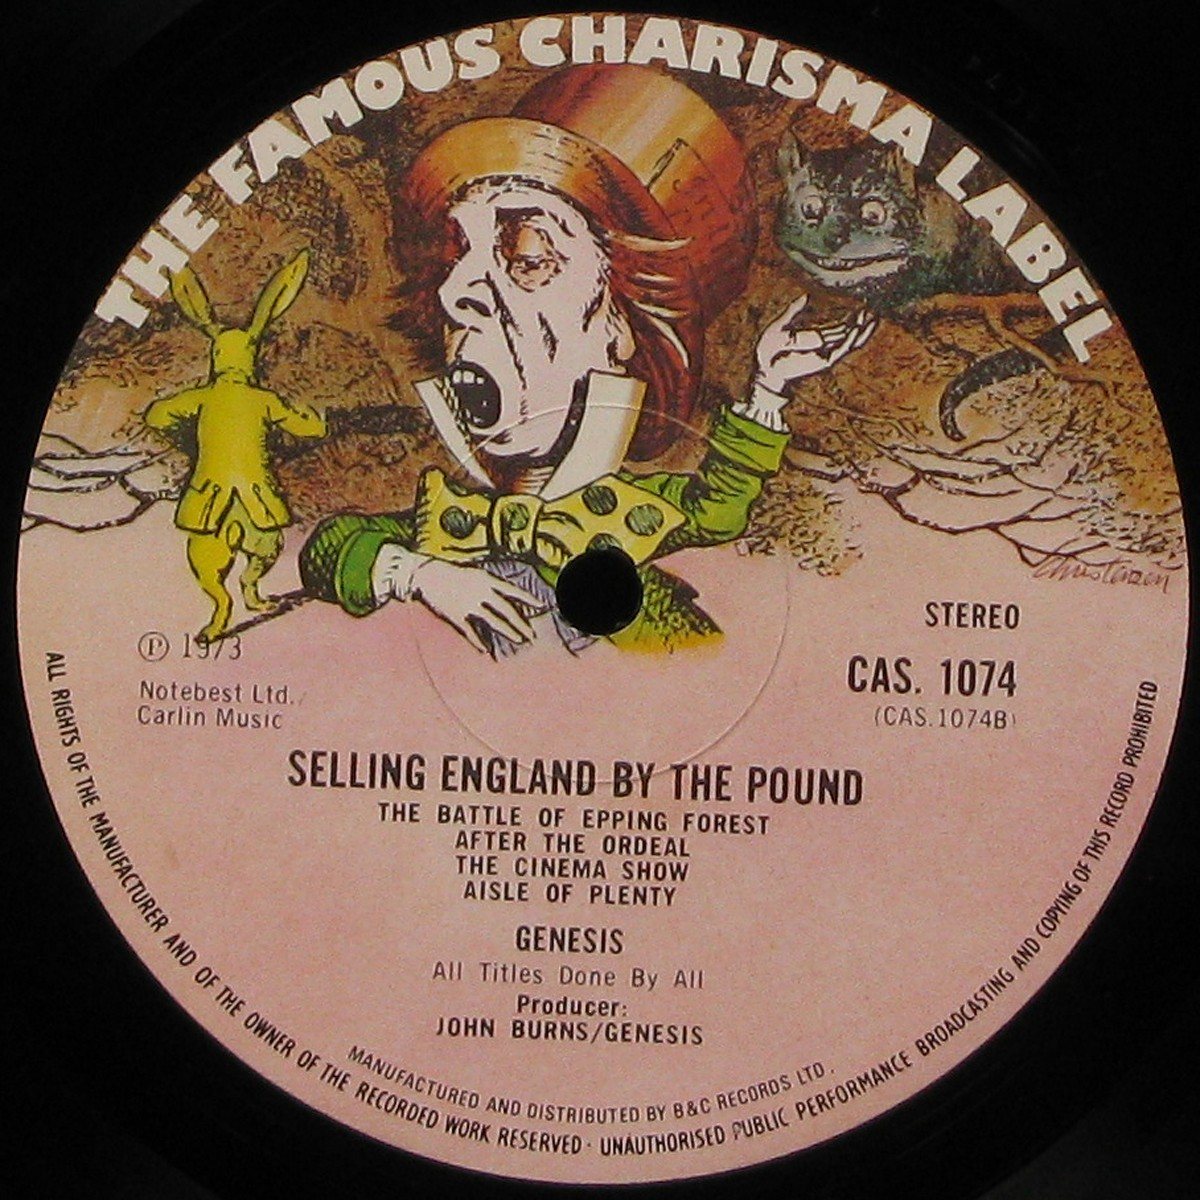 THE FAMOUS CHARISMA LABEL
Christensen
STEREO
℗ 1973
CAS. 1074
Notebest Ltd.
(CAS.1074B)
Carlin Music
SELLING ENGLAND BY THE POUND
THE BATTLE OF EPPING FOREST
AFTER THE ORDEAL
THE CINEMA SHOW
AISLE OF PLENTY
GENESIS
All Titles Done By All
Producer:
JOHN BURNS/GENESIS
MANUFACTURED AND DISTRIBUTED BY B&C RECORDS LTD.
ALL RIGHTS OF THE MANUFACTURER AND OF THE OWNER OF THE RECORDED WORK RESERVED · UNAUTHORISED PUBLIC PERFORMANCE BROADCASTING AND COPYING OF THIS RECORD PROHIBITED